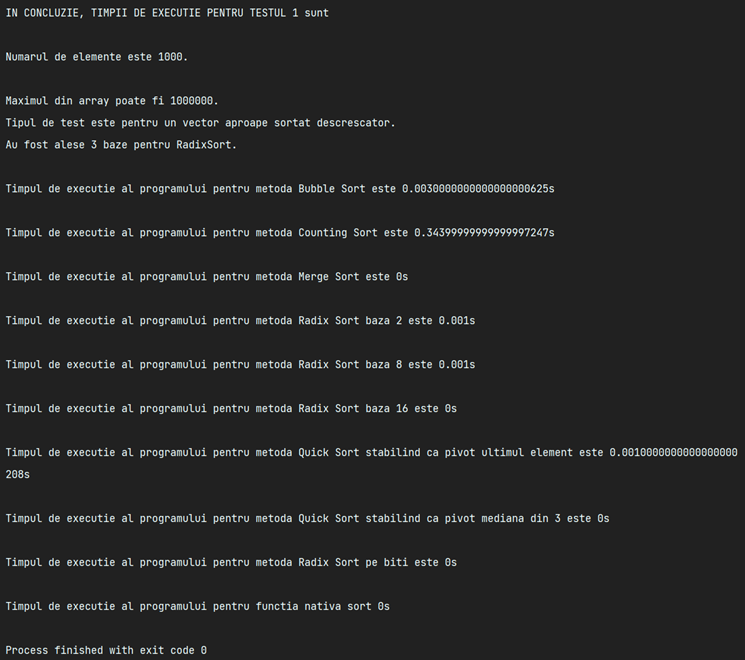 IN CONCLUZIE, TIMPII DE EXECUTIE PENTRU TESTUL 1 sunt
Numarul de elemente este 1000.
Maximul din array poate fi 1000000.
Tipul de test este pentru un vector aproape sortat descrescator.
Au fost alese 3 baze pentru RadixSort.
Timpul de executie al programului pentru metoda Bubble Sort este 0.0030000000000000000625s
Timpul de executie al programului pentru metoda Counting Sort este 0.34399999999999997247s
Timpul de executie al programului pentru metoda Merge Sort este 0s
Timpul de executie al programului pentru metoda Radix Sort baza 2 este 0.001s
Timpul de executie al programului pentru metoda Radix Sort baza 8 este 0.001s
Timpul de executie al programului pentru metoda Radix Sort baza 16 este 0s
Timpul de executie al programului pentru metoda Quick Sort stabilind ca pivot ultimul element este 0.0010000000000000000
208s
Timpul de executie al programului pentru metoda Quick Sort stabilind ca pivot mediana din 3 este 0s
Timpul de executie al programului pentru metoda Radix Sort pe biti este 0s
Timpul de executie al programului pentru functia nativa sort 0s
Process finished with exit code 0